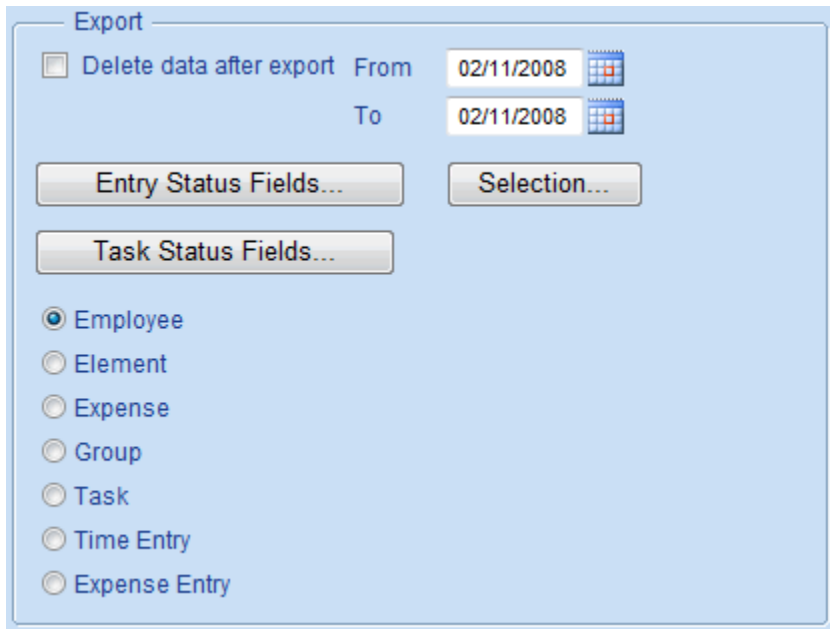 Export
Delete data after export From 02/11/2008
To 02/11/2008
Entry Status Fields... Selection...
Task Status Fields...
Employee
Element
Expense
Group
Task
Time Entry
Expense Entry